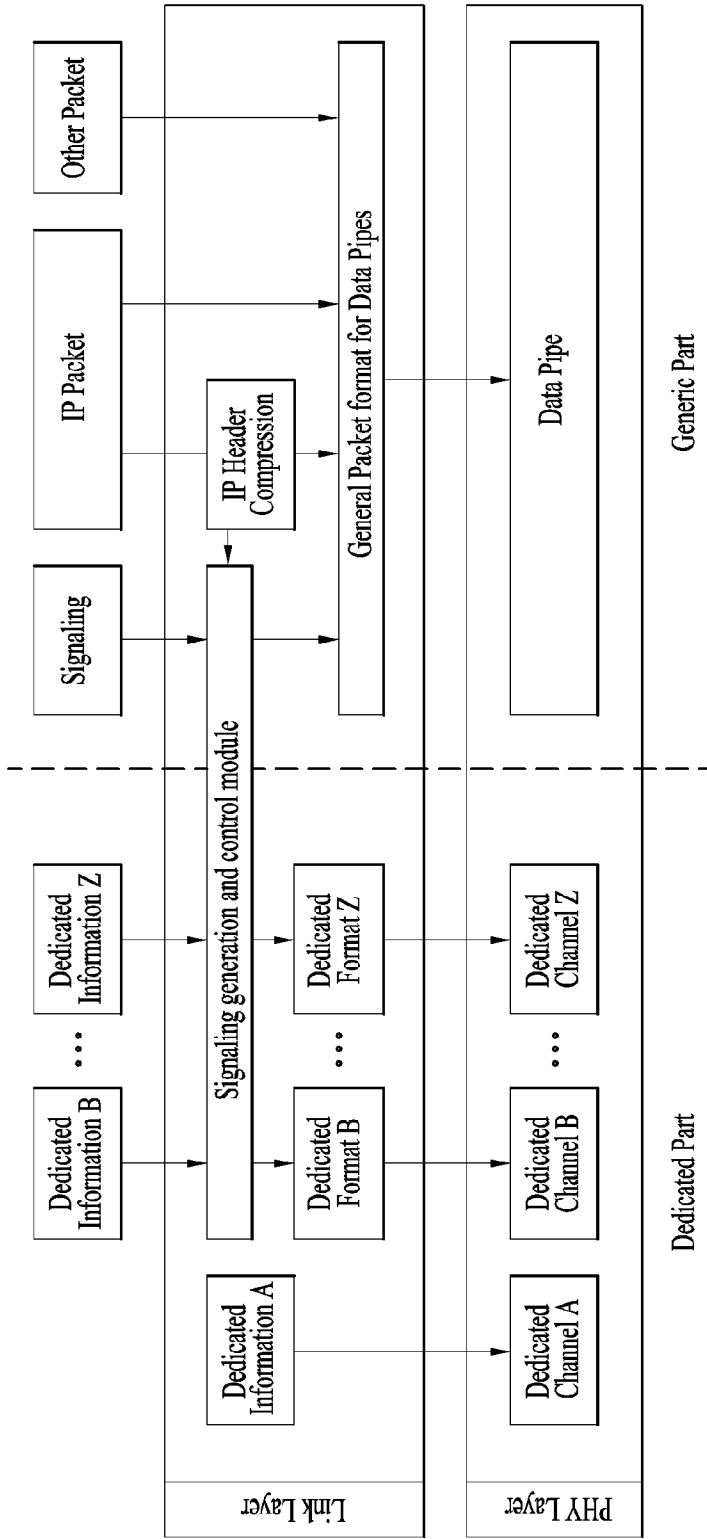 Dedicated
Information B
Dedicated
Information Z
Signaling
IP Packet
Other Packet
Link Layer
Dedicated
Information A
Signaling generation and control module
IP Header
Compression
Dedicated
Format B
Dedicated
Format Z
General Packet format for Data Pipes
PHY Layer
Dedicated
Channel A
Dedicated
Channel B
Dedicated
Channel Z
Data Pipe
Dedicated Part
Generic Part